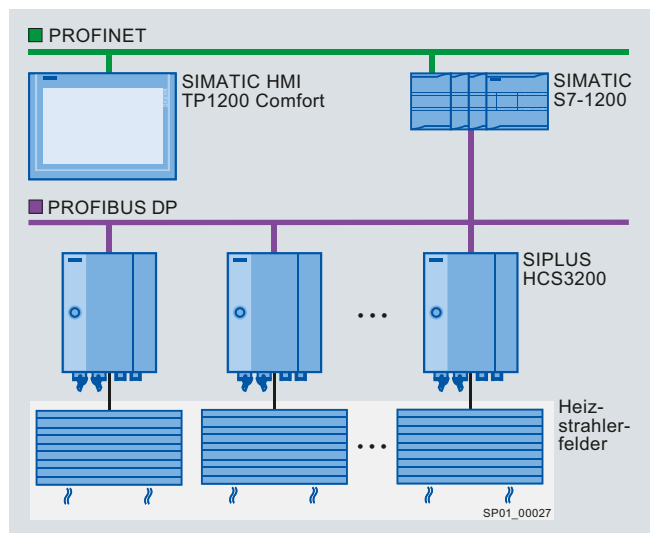 PROFINET
SIMATIC HMI
TP1200 Comfort
SIMATIC
S7-1200
PROFIBUS DP
SIPLUS
HCS3200
...
Heiz-
strahler-
felder
...
SP01_00027